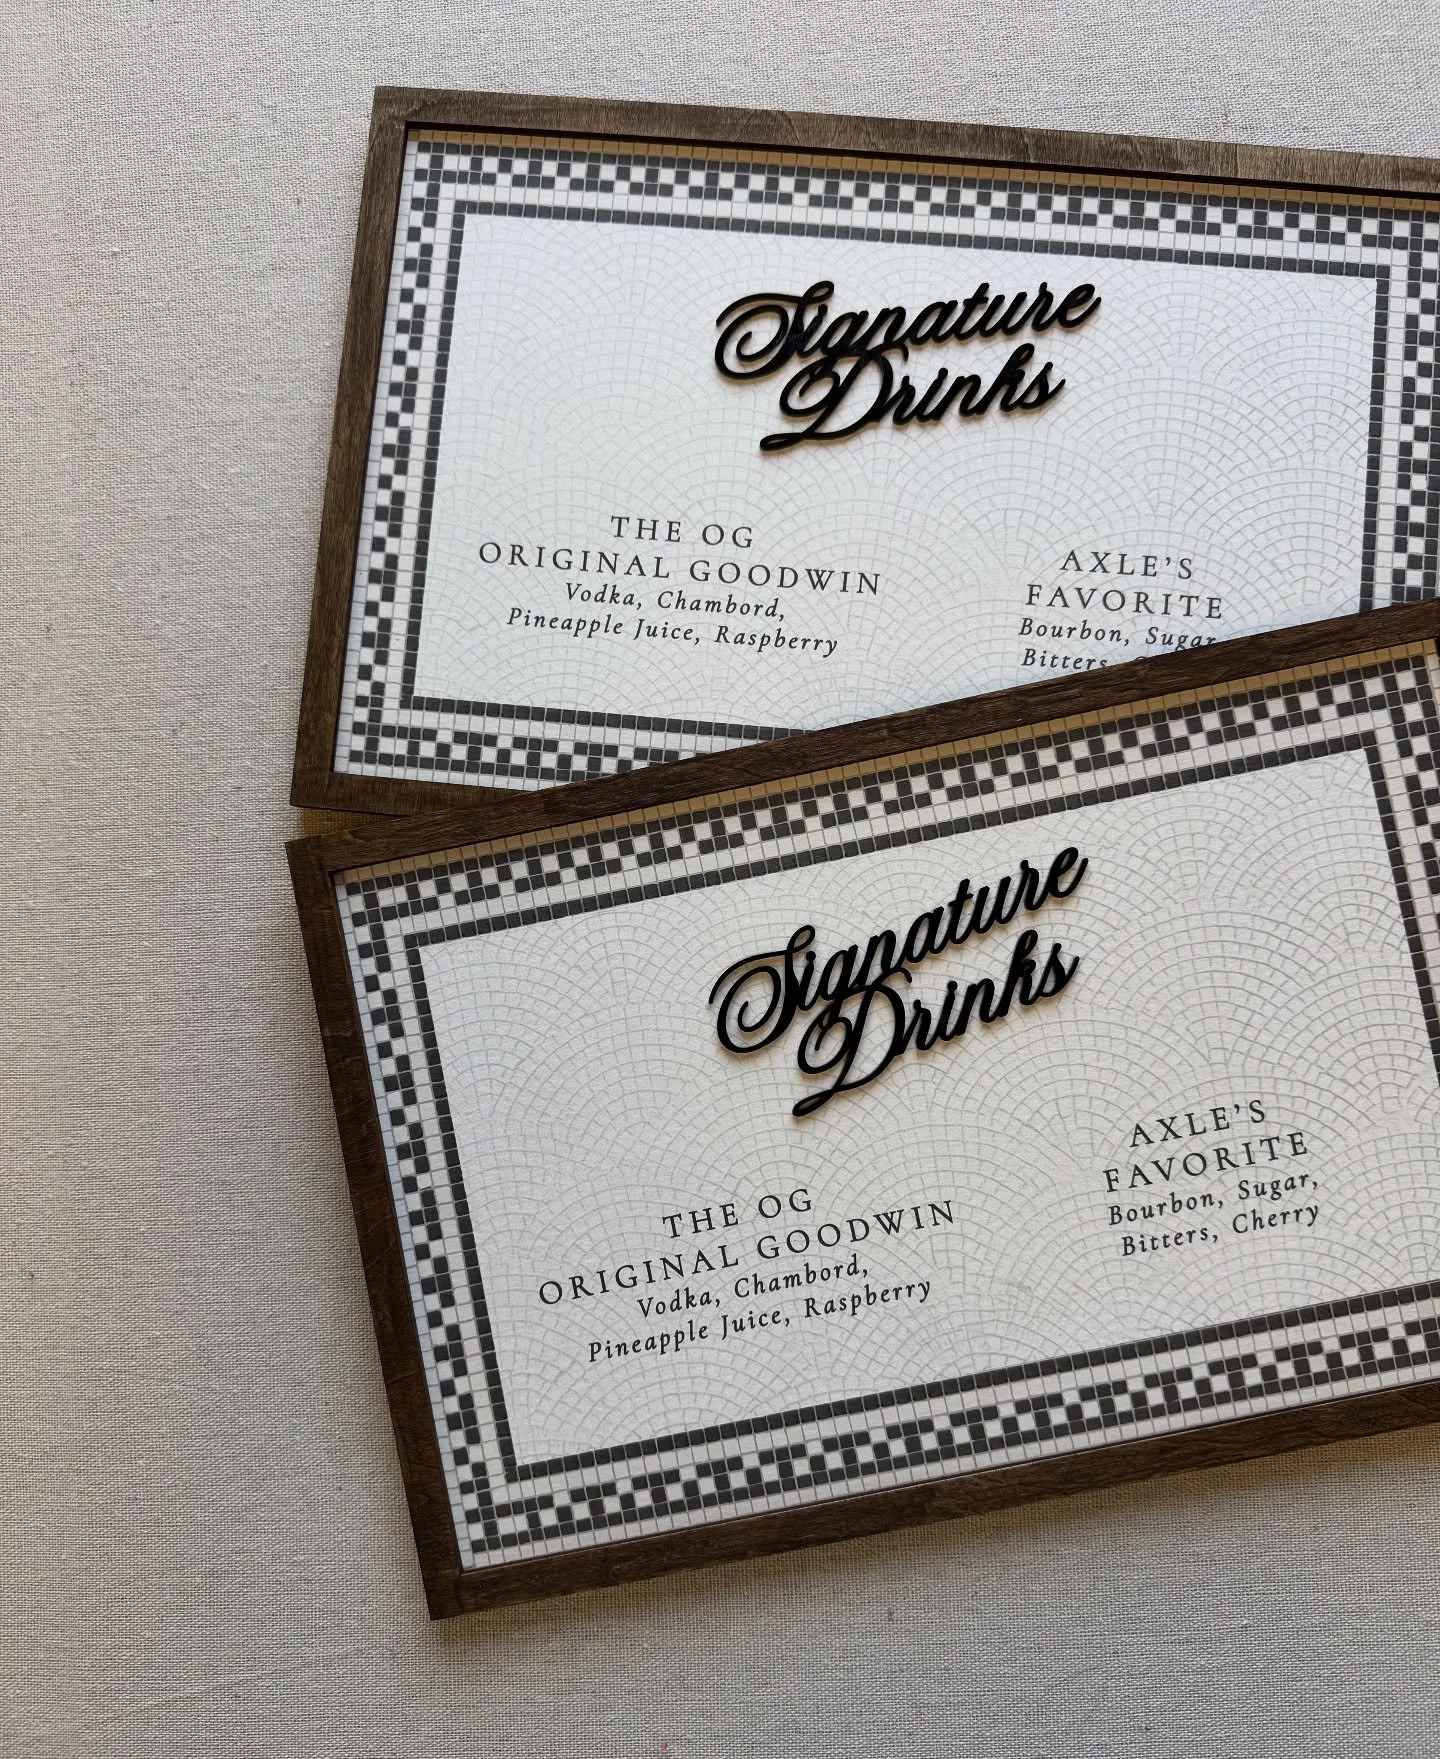 Signature
Drinks
THE OG
ORIGINAL GOODWIN
Vodka, Chambord,
Pineapple Juice, Raspberry
AXLE'S
FAVORITE
Bourbon, Sugar
Bitters
Signature
Drinks
THE OG
ORIGINAL GOODWIN
Vodka, Chambord,
Pineapple Juice, Raspberry
AXLE'S
FAVORITE
Bourbon, Sugar,
Bitters, Cherry